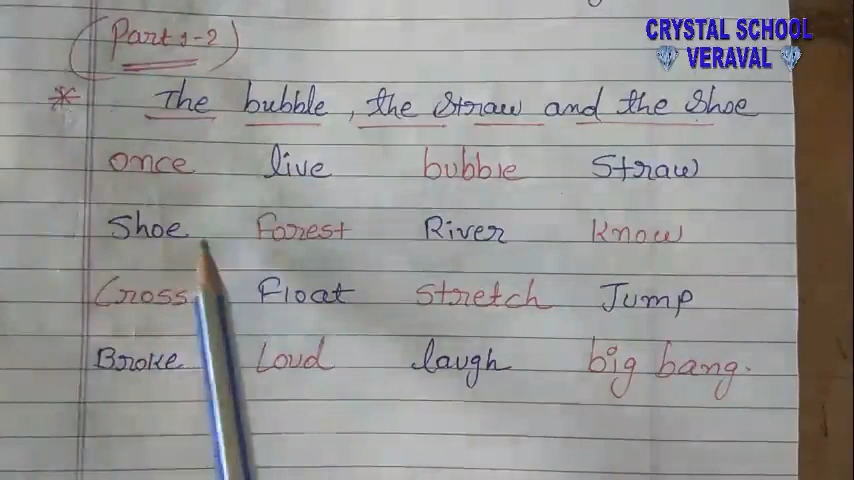 CRYSTAL SCHOOL
VERAVAL
(Part :-2)
* The bubble, the Straw and the Shoe
once live bubble Straw
Shoe Forest River Know
Cross Float Stretch Jump
Broke Loud laugh big bang.